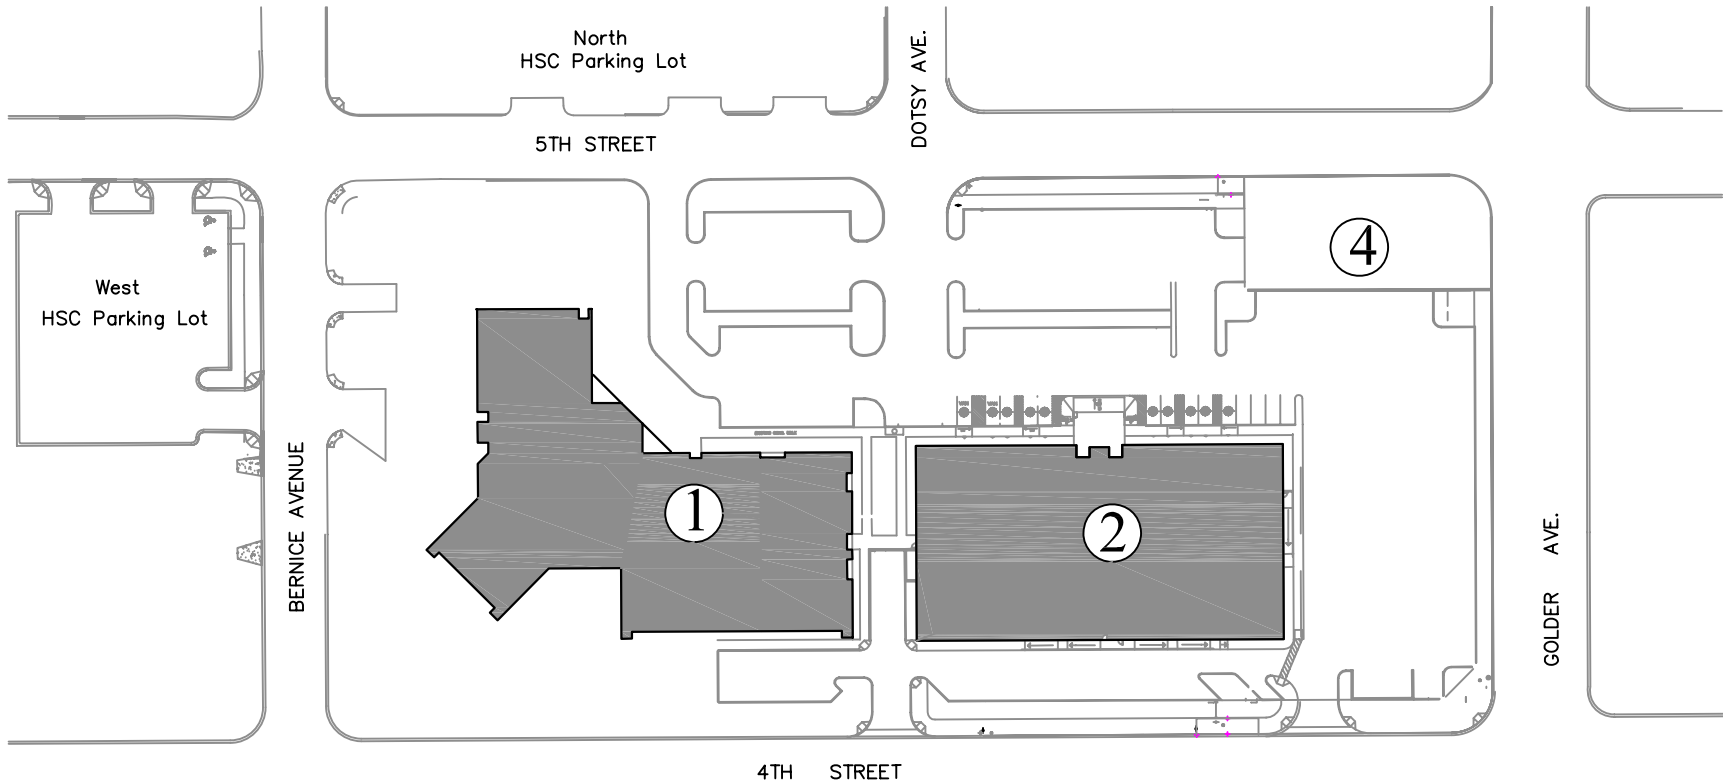 North
HSC Parking Lot
DOTSY AVE.
5TH STREET
4
West
HSC Parking Lot
BERNICE AVENUE
1
2
GOLDER AVE.
4TH STREET